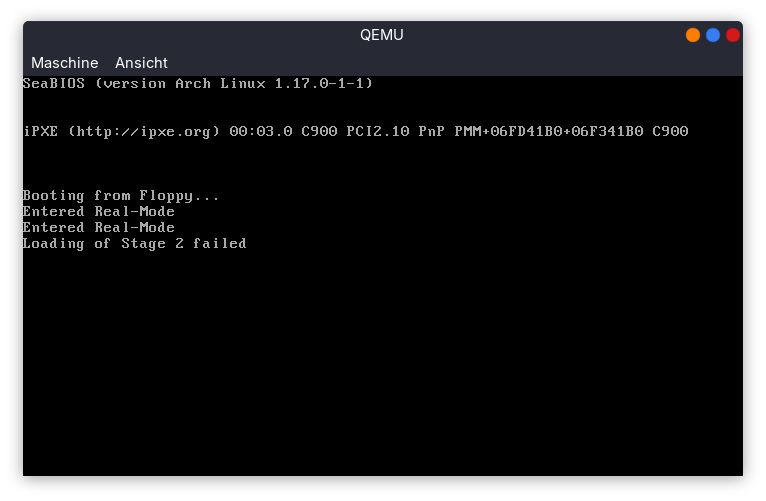 QEMU
Maschine Ansicht
SeaBIOS (version Arch Linux 1.17.0-1-1)
iPXE (http://ipxe.org) 00:03.0 C900 PCI2.10 PnP PMM+06FD41B0+06F341B0 C900
Booting from Floppy...
Entered Real-Mode
Entered Real-Mode
Loading of Stage 2 failed